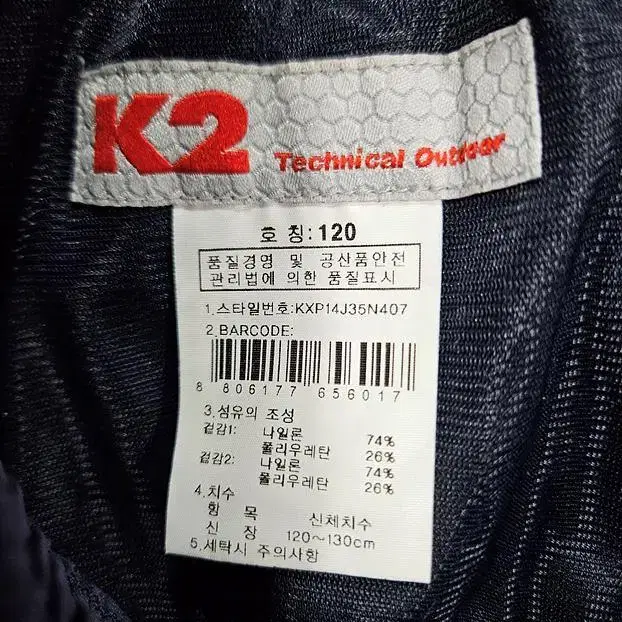 K2 Technical Outdoor
호 칭: 120
품질경영 및 공산품안전
관리법에 의한 품질표시
1. 스타일번호: KXP14J35N407
2. BARCODE:
8 806177 656017
3. 섬유의 조성
겉감1: 나일론 74%
폴리우레탄 26%
겉감2: 나일론 74%
폴리우레탄 26%
4. 치수
항 목 신체치수
신 장 120~130cm
5. 세탁시 주의사항